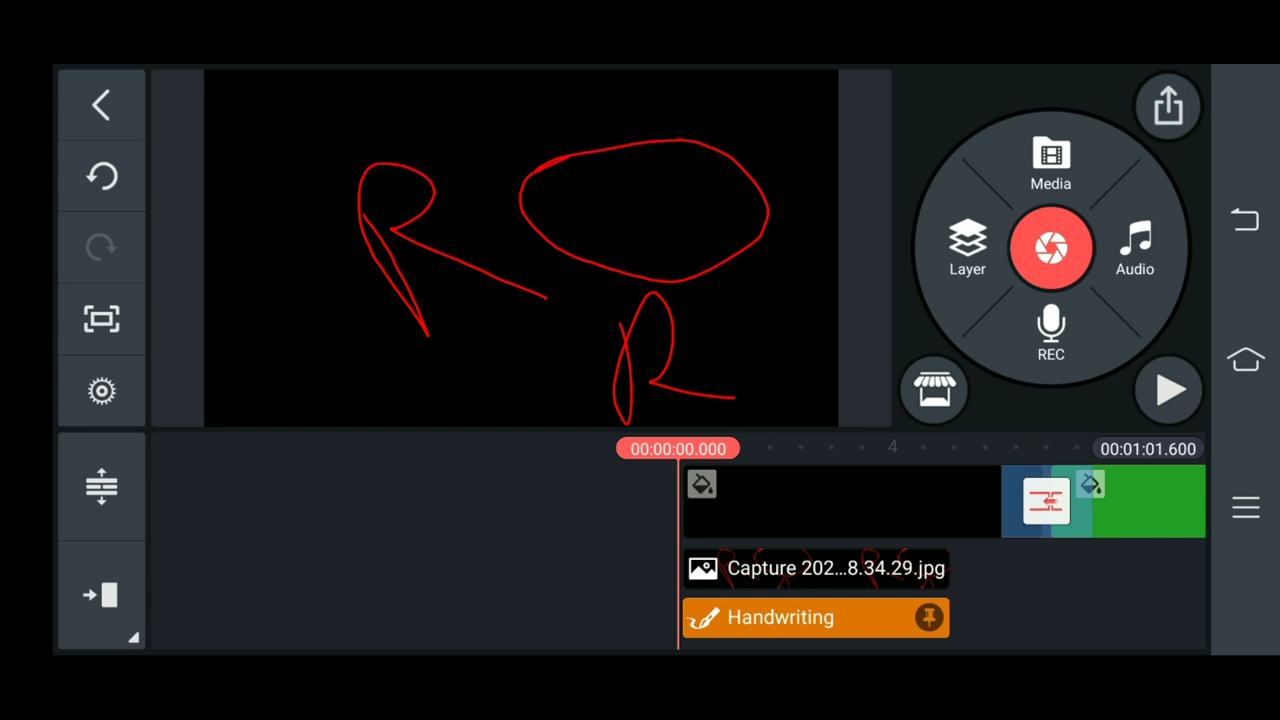 R
R
Media
Layer
Audio
REC
00:00:00.000
4
00:01:01.600
Capture 202...8.34.29.jpg
Handwriting